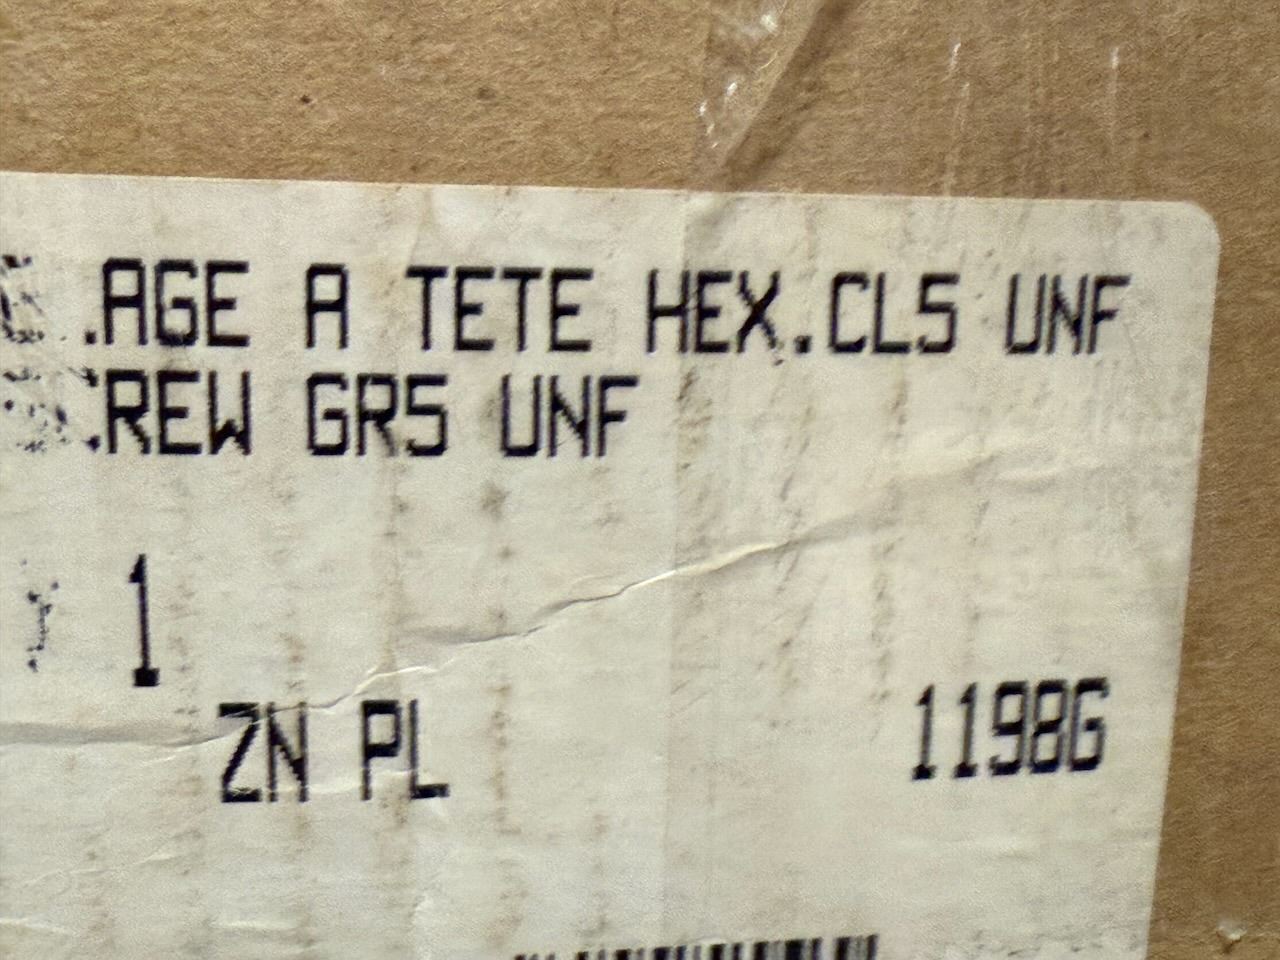 .AGE A TETE HEX.CL5 UNF
REW GR5 UNF
1
ZN PL
1198G